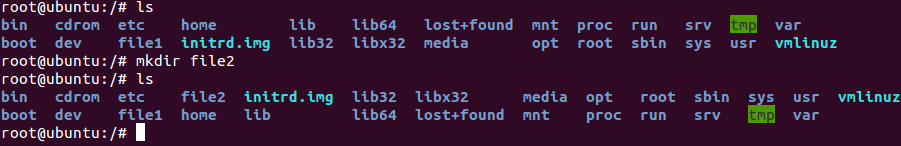 root@ubuntu:/# ls
bin cdrom etc home lib lib64 lost+found mnt proc run srv tmp var
boot dev file1 initrd.img lib32 libx32 media opt root sbin sys usr vmlinuz
root@ubuntu:/# mkdir file2
root@ubuntu:/# ls
bin cdrom etc file2 initrd.img lib32 libx32 media opt root sbin sys usr vmlinuz
boot dev file1 home lib lib64 lost+found mnt proc run srv tmp var
root@ubuntu:/#